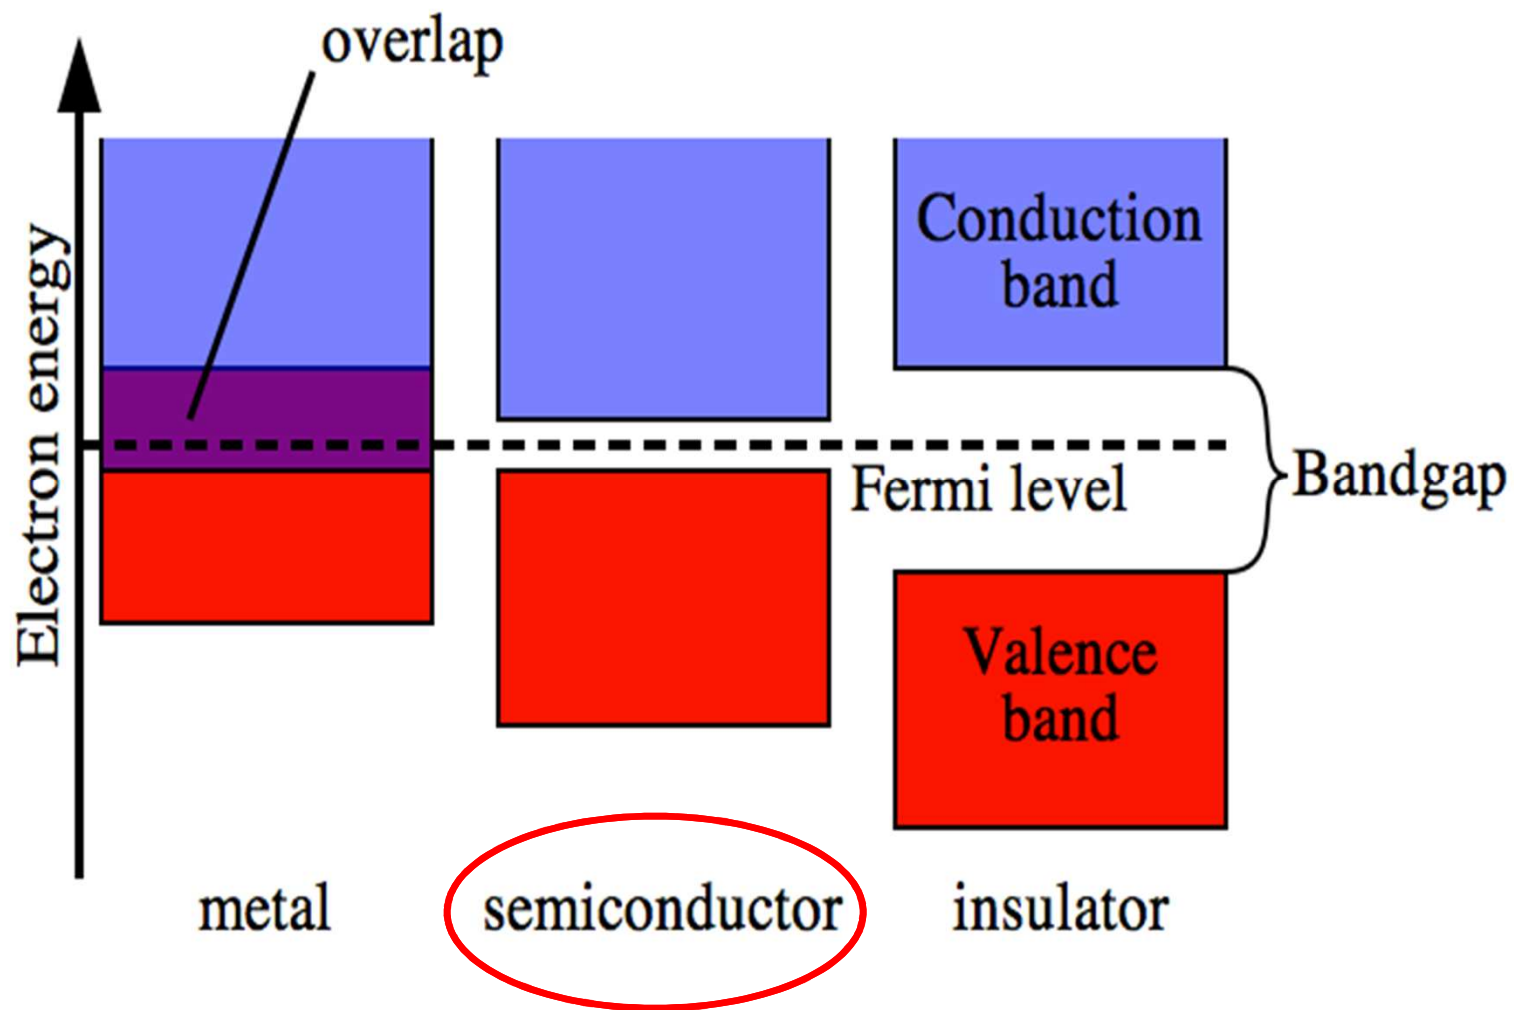 overlap
Electron energy
Conduction
band
Fermi level
Bandgap
Valence
band
metal
semiconductor
insulator